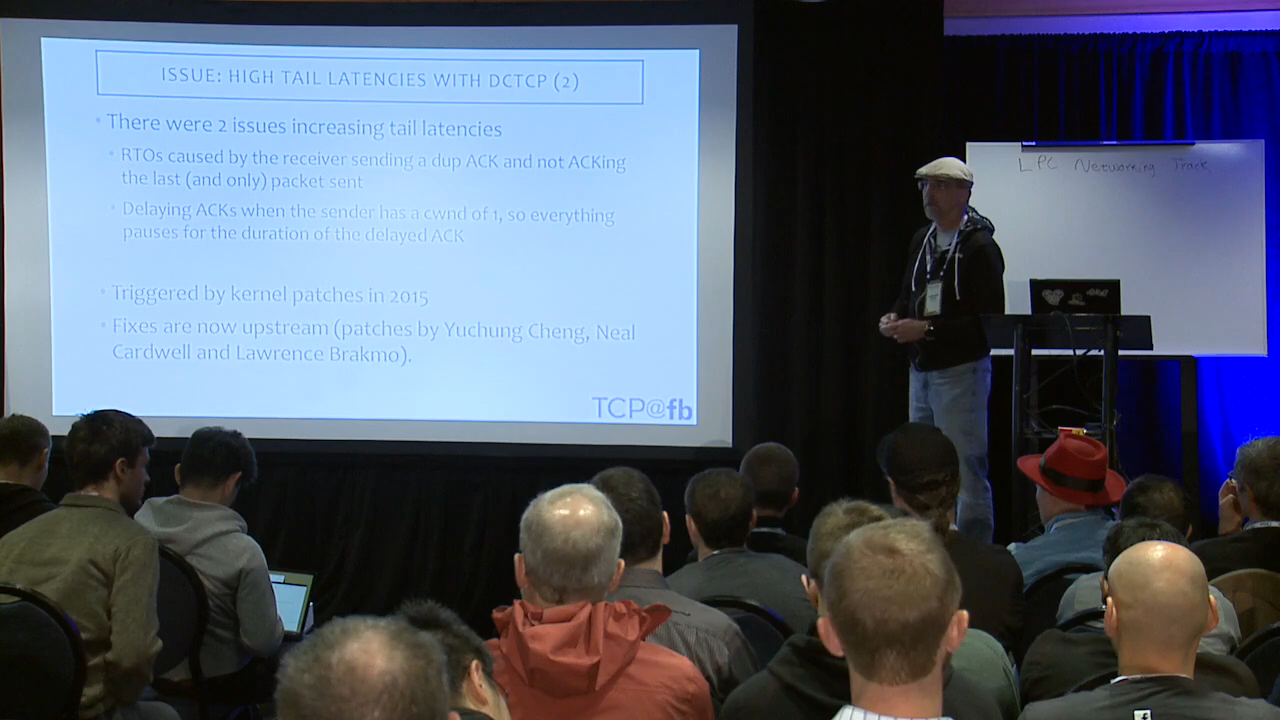 ISSUE: HIGH TAIL LATENCIES WITH DCTCP (2)
There were 2 issues increasing tail latencies
RTOs caused by the receiver sending a dup ACK and not ACKing
the last (and only) packet sent
Delaying ACKs when the sender has a cwnd of 1, so everything
pauses for the duration of the delayed ACK
Triggered by kernel patches in 2015
Fixes are now upstream (patches by Yuchung Cheng, Neal
Cardwell and Lawrence Brakmo).
TCP@fb
LPC Networking Track